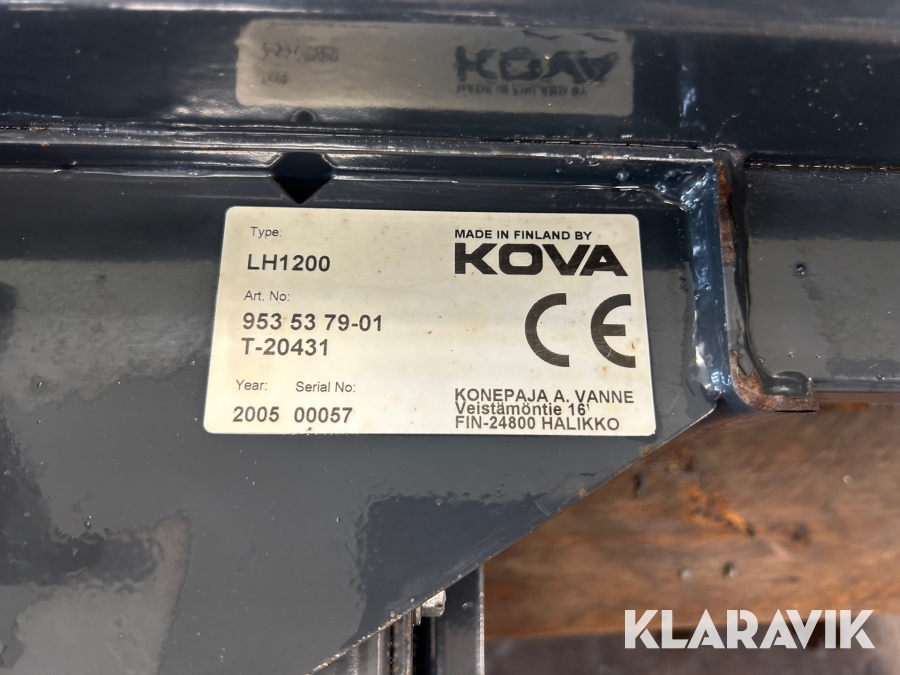 Type:
LH1200
Art. No:
953 53 79-01
T-20431
Year: Serial No:
2005 00057
MADE IN FINLAND BY
KOVA
CE
KONEPAJA A. VANNE
Veistämöntie
FIN-24800 HALIKKO
KLARAVIK